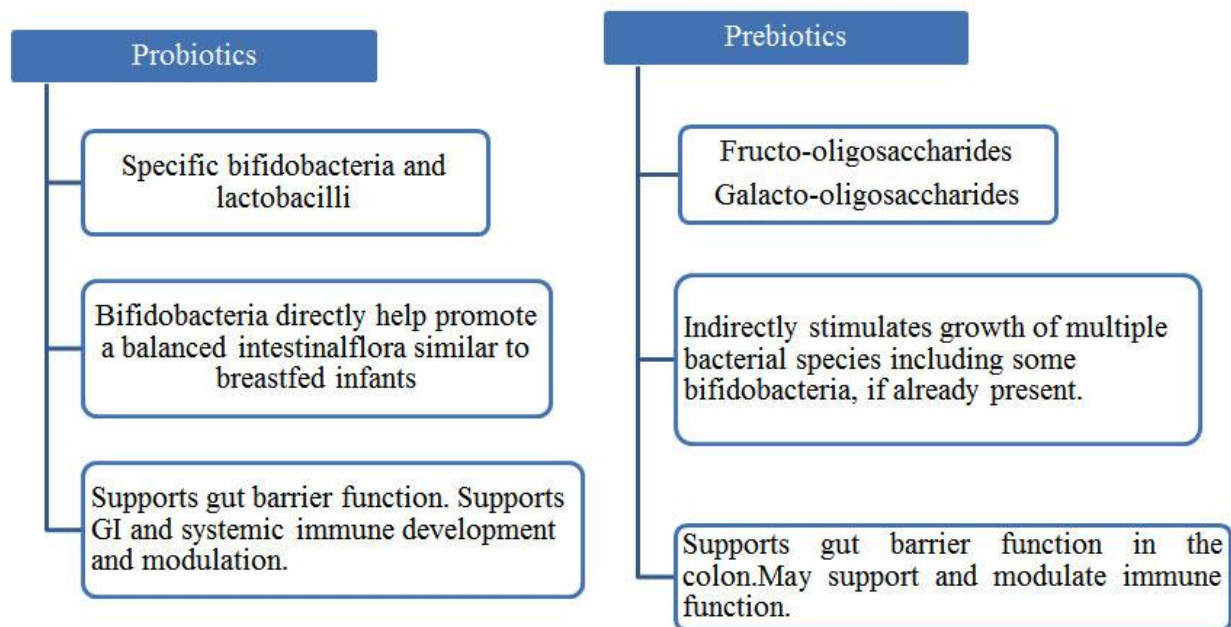 Probiotics
Specific bifidobacteria and
lactobacilli
Bifidobacteria directly help promote
a balanced intestinalflora similar to
breastfed infants
Supports gut barrier function. Supports
GI and systemic immune development
and modulation.
Prebiotics
Fructo-oligosaccharides
Galacto-oligosaccharides
Indirectly stimulates growth of multiple
bacterial species including some
bifidobacteria, if already present.
Supports gut barrier function in the
colon.May support and modulate immune
function.